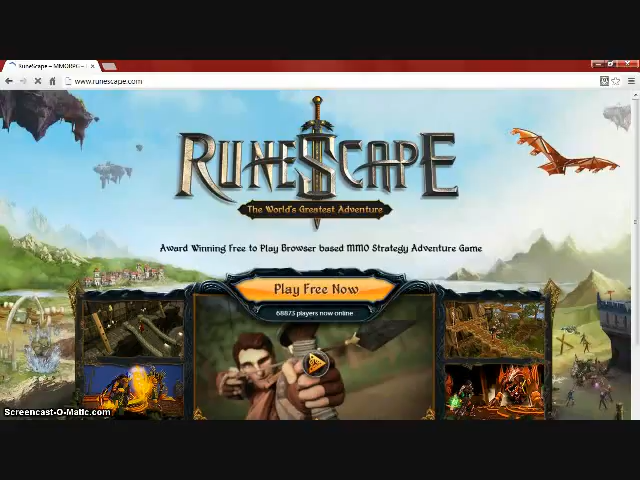 RuneScape – MMORPG –
www.runescape.com
RUNESCAPE
The World's Greatest Adventure
Award Winning Free to Play Browser based MMO Strategy Adventure Game
Play Free Now
68873 players now online
Screencast-O-Matic.com